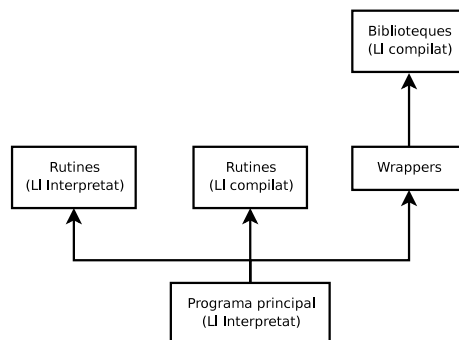 Biblioteques
(Ll compilat)
Rutines
(Ll Interpretat)
Rutines
(Ll compilat)
Wrappers
Programa principal
(Ll Interpretat)